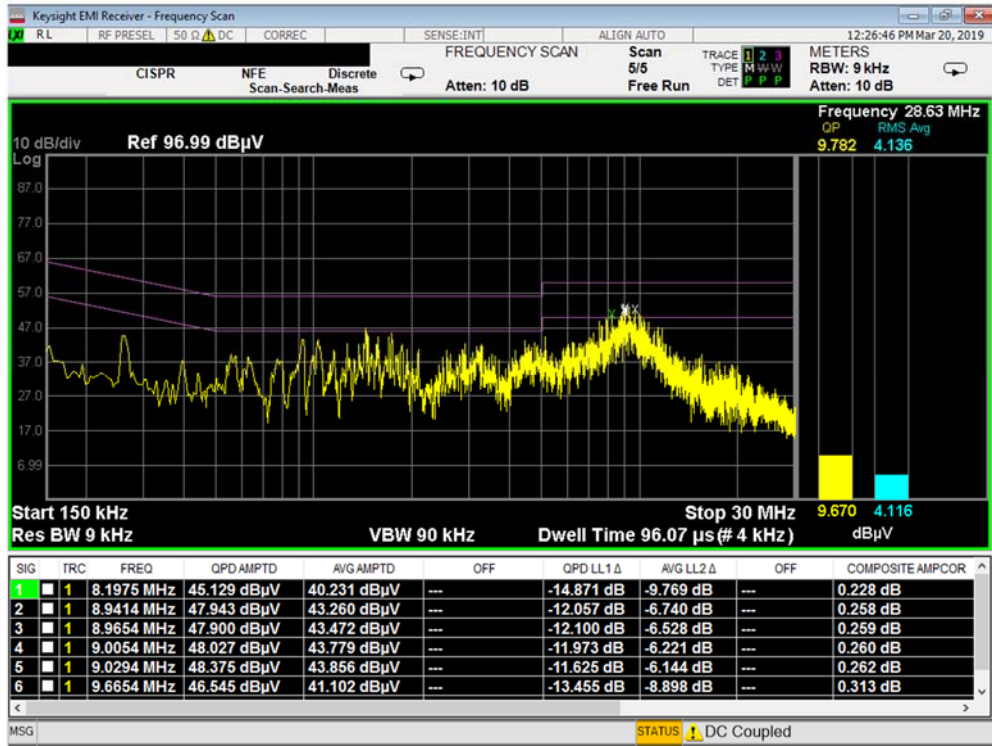 Keysight EMI Receiver - Frequency Scan
LXI RL RF PRESEL 50 Ω DC CORREC SENSE:INT ALIGN AUTO 12:26:46 PM Mar 20, 2019
FREQUENCY SCAN Scan TRACE 1 2 3 METERS
CISPR NFE Discrete 5/5 TYPE M W W RBW: 9 kHz
Scan-Search-Meas Atten: 10 dB Free Run DET P P P Atten: 10 dB
Frequency 28.63 MHz
QP RMS Avg
10 dB/div Ref 96.99 dBµV 9.782 4.136
Log
87.0
77.0
67.0
57.0
47.0
37.0
27.0
17.0
6.99
Start 150 kHz Stop 30 MHz 9.670 4.116
Res BW 9 kHz VBW 90 kHz Dwell Time 96.07 µs (# 4 kHz) dBµV
SIG TRC FREQ QPD AMPTD AVG AMPTD OFF QPD LL1 Δ AVG LL2 Δ OFF COMPOSITE AMPCOR
1 1 8.1975 MHz 45.129 dBµV 40.231 dBµV --- -14.871 dB -9.769 dB --- 0.228 dB
2 1 8.9414 MHz 47.943 dBµV 43.260 dBµV --- -12.057 dB -6.740 dB --- 0.258 dB
3 1 8.9654 MHz 47.900 dBµV 43.472 dBµV --- -12.100 dB -6.528 dB --- 0.259 dB
4 1 9.0054 MHz 48.027 dBµV 43.779 dBµV --- -11.973 dB -6.221 dB --- 0.260 dB
5 1 9.0294 MHz 48.375 dBµV 43.856 dBµV --- -11.625 dB -6.144 dB --- 0.262 dB
6 1 9.6654 MHz 46.545 dBµV 41.102 dBµV --- -13.455 dB -8.898 dB --- 0.313 dB
MSG STATUS DC Coupled